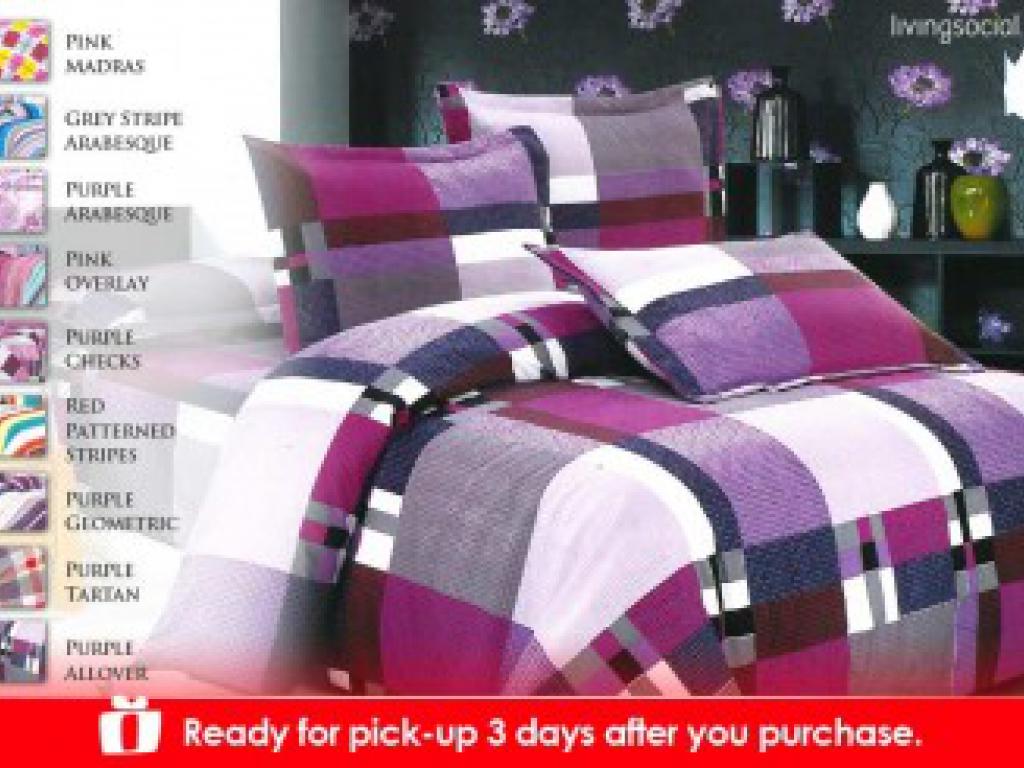 livingsocial
PINK
MADRAS
GREY STRIPE
ARABESQUE
PURPLE
ARABESQUE
PINK
OVERLAY
PURPLE
CHECKS
RED
PATTERNED
STRIPES
PURPLE
GEOMETRIC
PURPLE
TARTAN
PURPLE
ALLOVER
Ready for pick-up 3 days after you purchase.